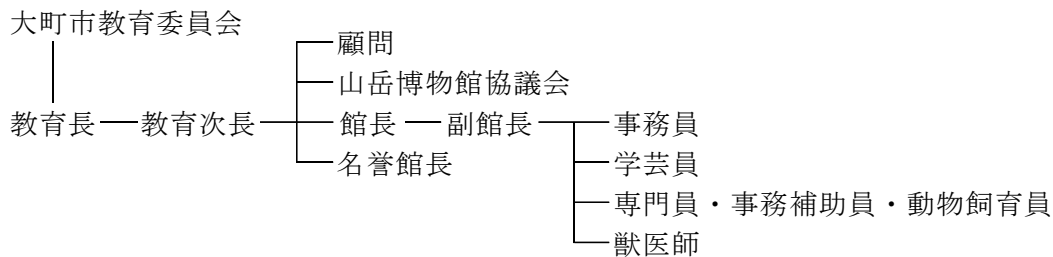 大町市教育委員会
顧問
山岳博物館協議会
教育長 教育次長 館長 副館長 事務員
名誉館長 学芸員
専門員・事務補助員・動物飼育員
獣医師